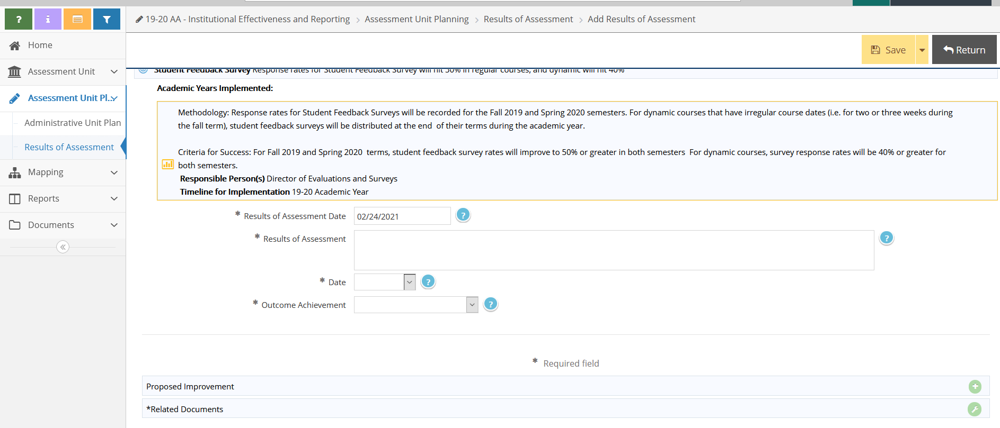 19-20 AA - Institutional Effectiveness and Reporting > Assessment Unit Planning > Results of Assessment > Add Results of Assessment
Save
Return
Home
Assessment Unit
Assessment Unit Pl...
Administrative Unit Plan
Results of Assessment
Mapping
Reports
Documents
Student Feedback Survey Response rates for Student Feedback Survey will hit 50% in regular courses, and dynamic will hit 40%
Academic Years Implemented:
Methodology: Response rates for Student Feedback Surveys will be recorded for the Fall 2019 and Spring 2020 semesters. For dynamic courses that have irregular course dates (i.e. for two or three weeks during
the fall term), student feedback surveys will be distributed at the end of their terms during the academic year.
Criteria for Success: For Fall 2019 and Spring 2020 terms, student feedback survey rates will improve to 50% or greater in both semesters For dynamic courses, survey response rates will be 40% or greater for
both semesters.
Responsible Person(s) Director of Evaluations and Surveys
Timeline for Implementation 19-20 Academic Year
* Results of Assessment Date 02/24/2021 ?
* Results of Assessment ?
* Date ?
* Outcome Achievement ?
* Required field
Proposed Improvement
*Related Documents